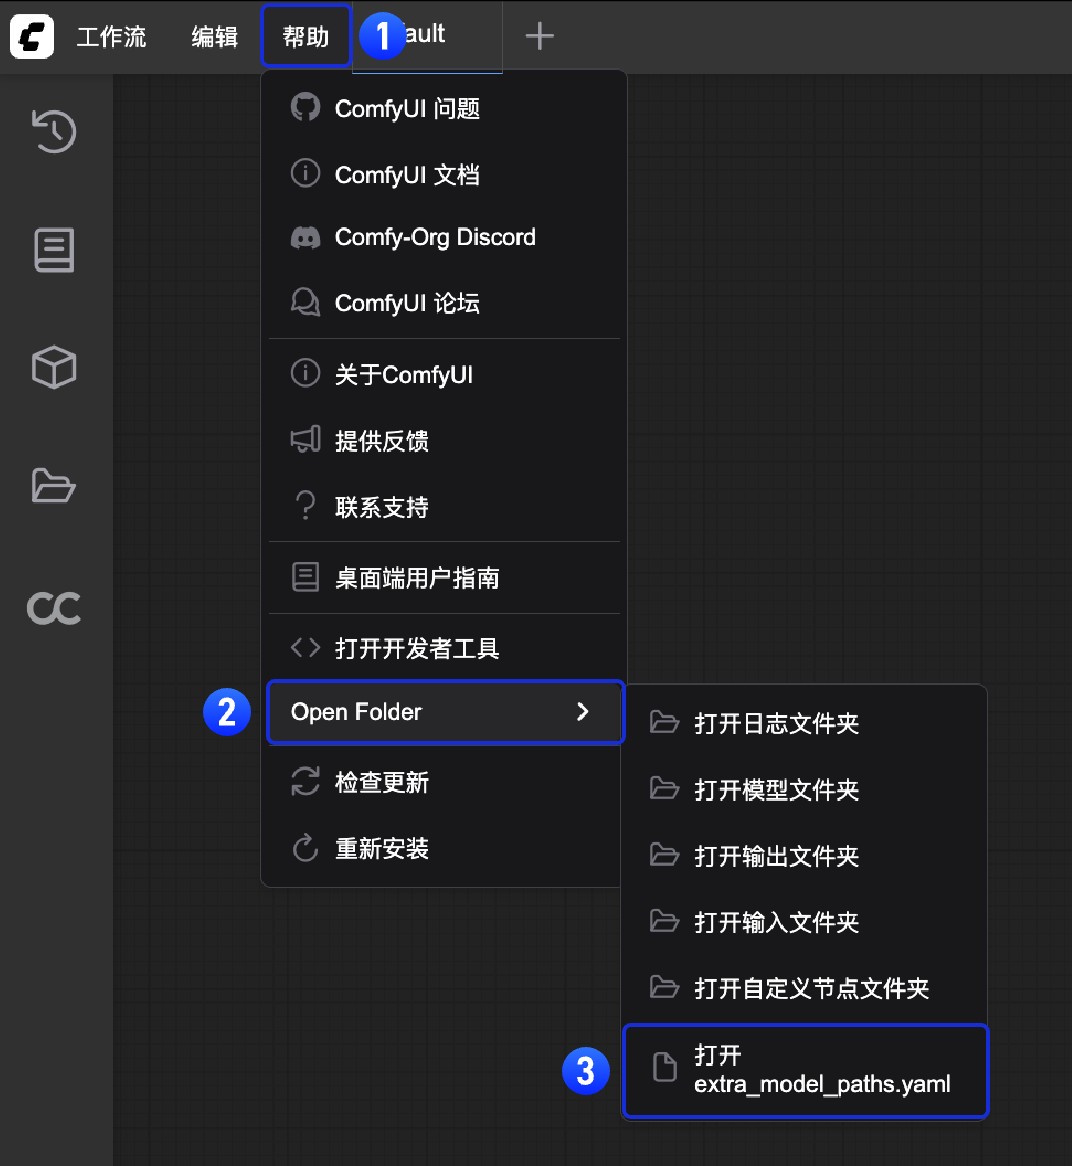 工作流 编辑 帮助 1 ault
ComfyUI 问题
ComfyUI 文档
Comfy-Org Discord
ComfyUI 论坛
关于ComfyUI
提供反馈
联系支持
桌面端用户指南
打开开发者工具
2 Open Folder
检查更新
重新安装
打开日志文件夹
打开模型文件夹
打开输出文件夹
打开输入文件夹
打开自定义节点文件夹
3 打开
extra_model_paths.yaml
CC